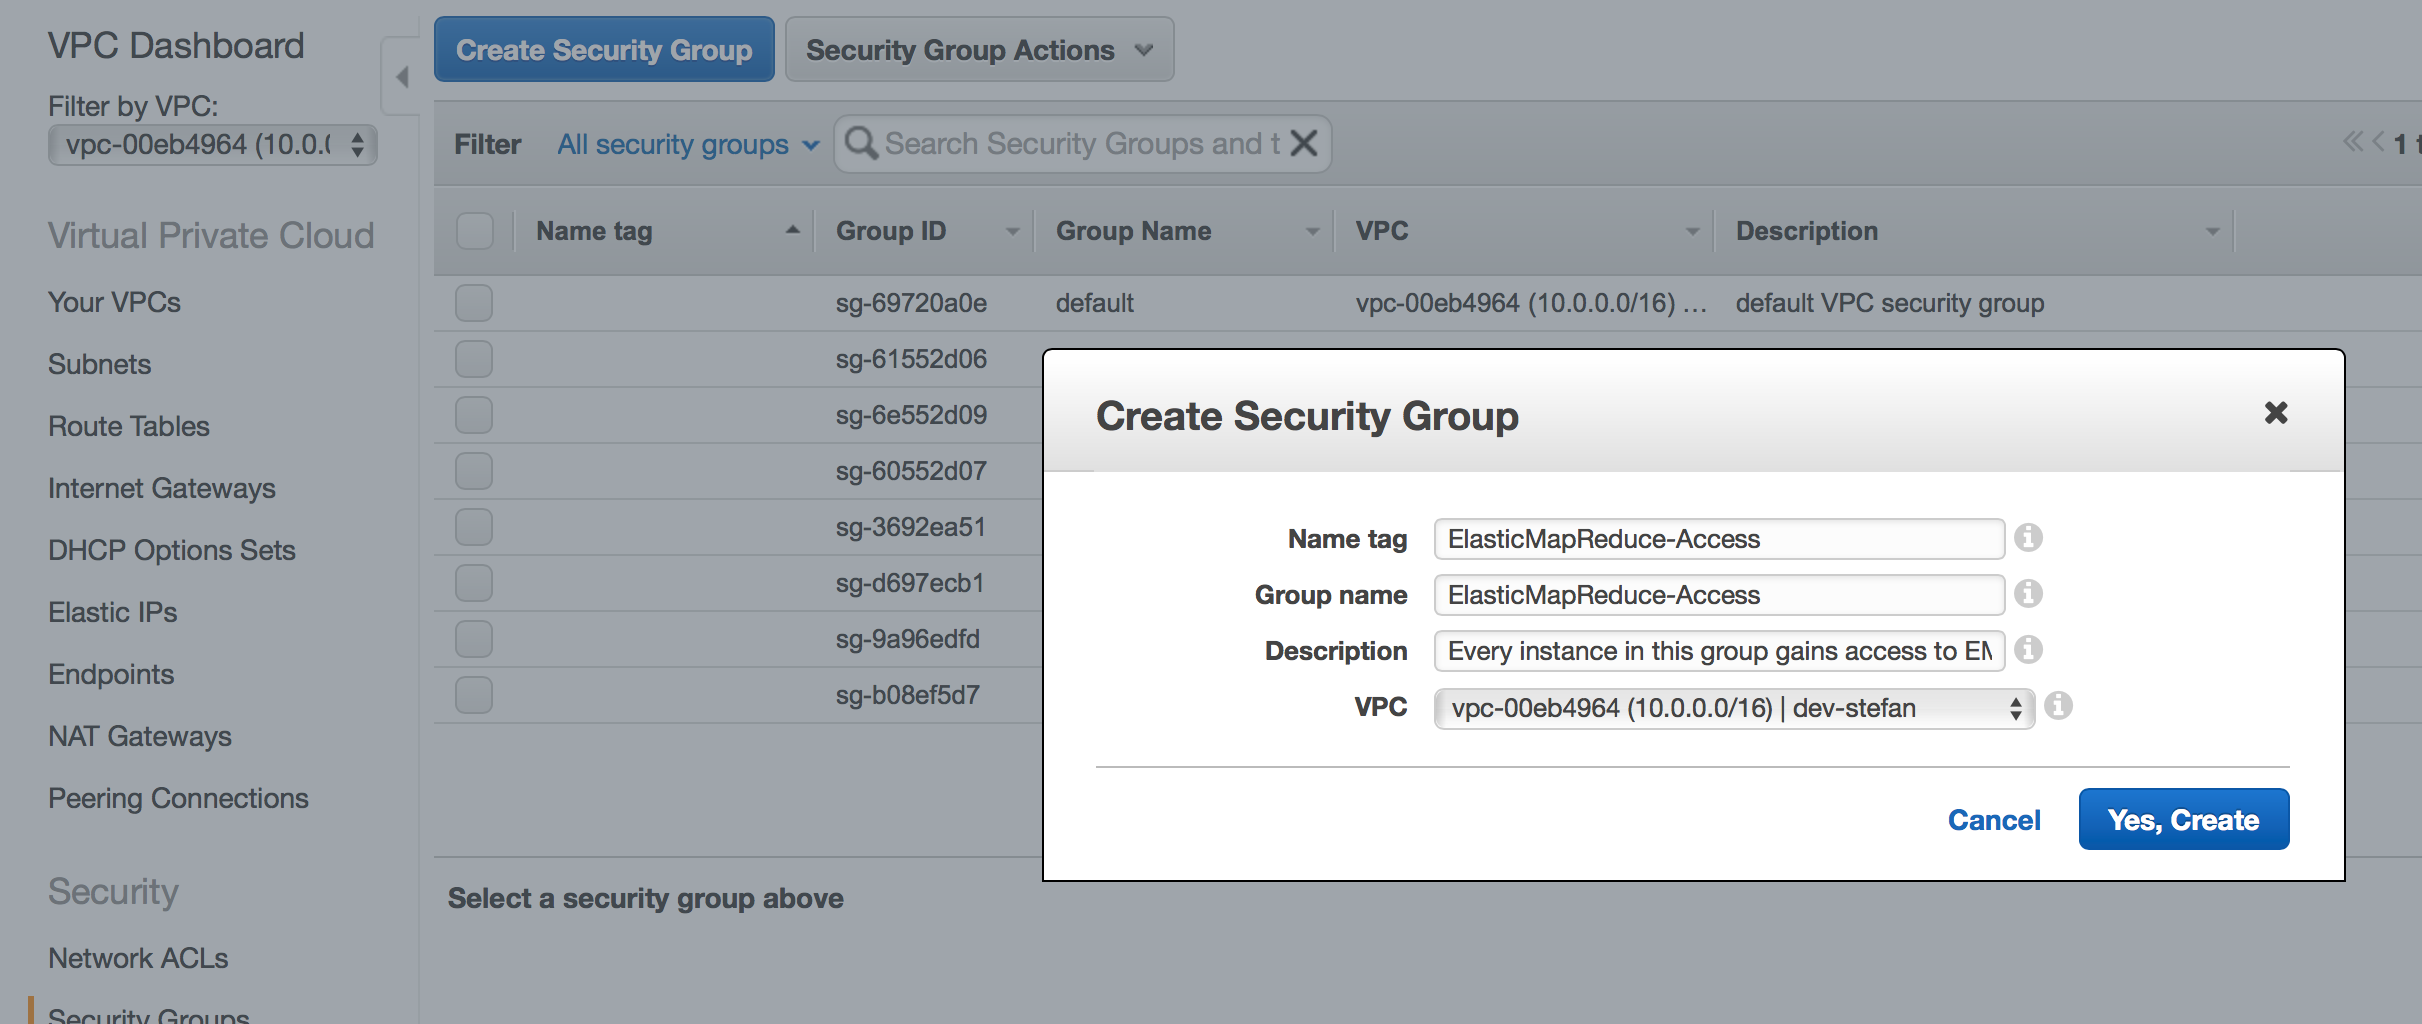 VPC Dashboard
Filter by VPC:
vpc-00eb4964 (10.0.
Virtual Private Cloud
Your VPCs
Subnets
Route Tables
Internet Gateways
DHCP Options Sets
Elastic IPs
Endpoints
NAT Gateways
Peering Connections
Security
Network ACLs
Security Groups
Create Security Group
Security Group Actions
Filter All security groups Search Security Groups and t
1 t
Name tag Group ID Group Name VPC Description
sg-69720a0e default vpc-00eb4964 (10.0.0.0/16) ... default VPC security group
sg-61552d06
sg-6e552d09
sg-60552d07
sg-3692ea51
sg-d697ecb1
sg-9a96edfd
sg-b08ef5d7
Select a security group above
Create Security Group
Name tag ElasticMapReduce-Access
Group name ElasticMapReduce-Access
Description Every instance in this group gains access to EM
VPC vpc-00eb4964 (10.0.0.0/16) | dev-stefan
Cancel Yes, Create